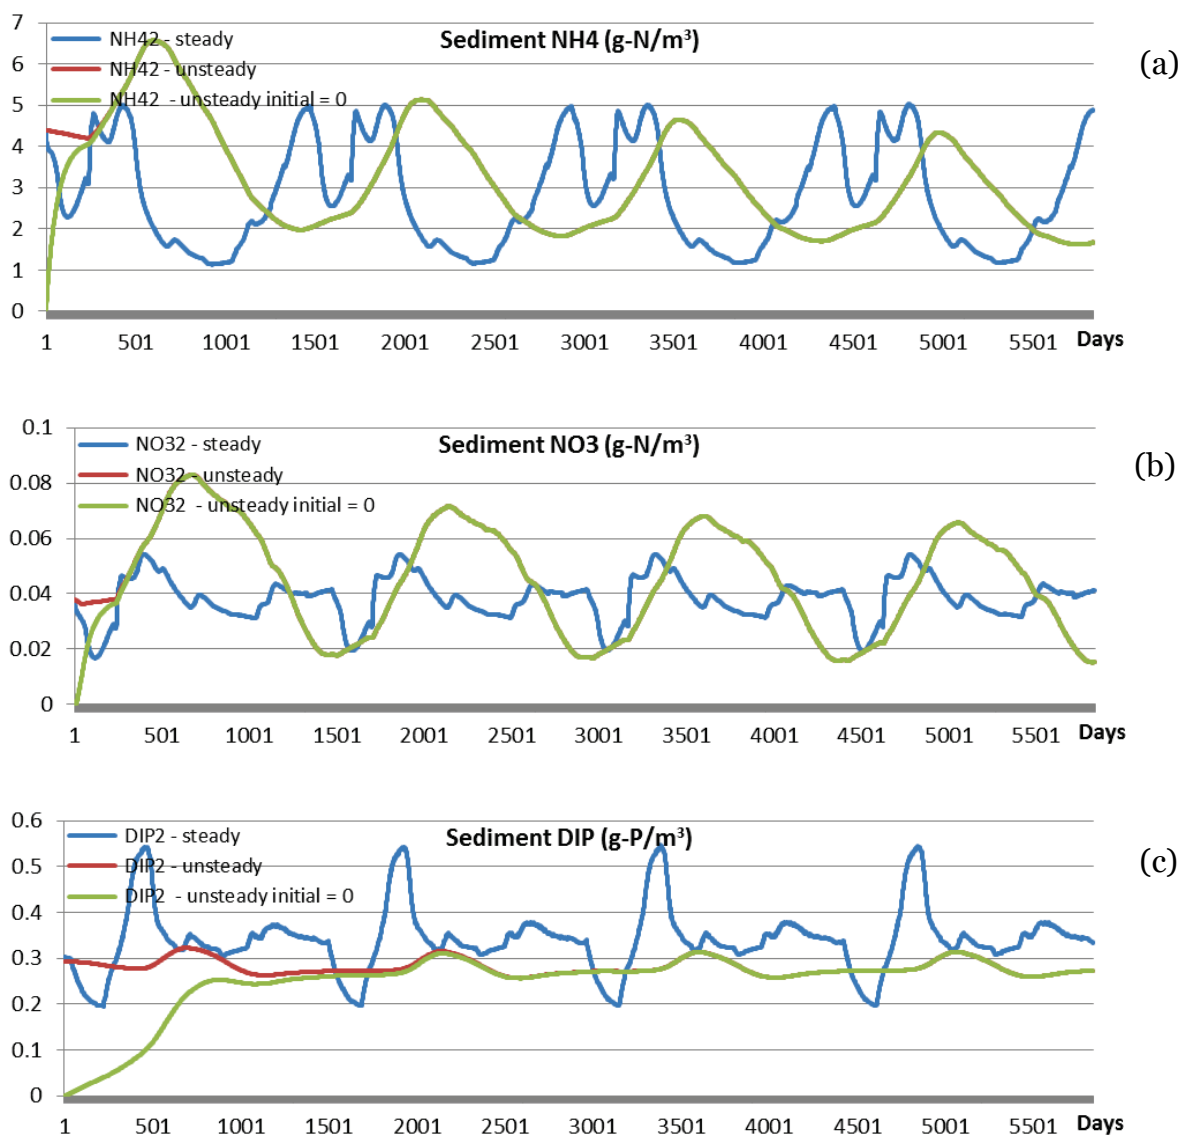 7
NH42 - steady
Sediment NH4 (g-N/m³)
(a)
6
NH42 - unsteady
NH42 - unsteady initial = 0
5
4
3
2
1
0
1 501 1001 1501 2001 2501 3001 3501 4001 4501 5001 5501 Days
0.1
NO32 - steady
Sediment NO3 (g-N/m³)
(b)
NO32 - unsteady
0.08
NO32 - unsteady initial = 0
0.06
0.04
0.02
0
1 501 1001 1501 2001 2501 3001 3501 4001 4501 5001 5501 Days
0.6
DIP2 - steady
Sediment DIP (g-P/m³)
(c)
0.5
DIP2 - unsteady
DIP2 - unsteady initial = 0
0.4
0.3
0.2
0.1
0
1 501 1001 1501 2001 2501 3001 3501 4001 4501 5001 5501 Days